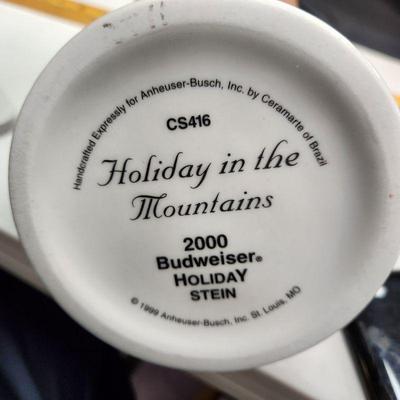 Handcrafted Expressly for Anheuser-Busch, Inc. by Ceramarte of Brazil
CS416
Holiday in the
Mountains
2000
Budweiser®
HOLIDAY
STEIN
© 1999 Anheuser-Busch, Inc. St. Louis, MO